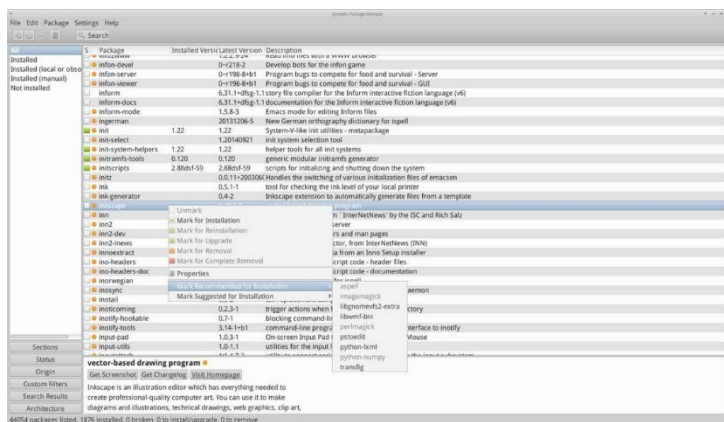 Synaptic Package Manager
File Edit Package Settings Help
Search
All
Installed
Installed (local or obso
Installed (manual)
Not installed
S Package Installed Versic Latest Version Description
infon-devel 0~r218-2 Develop bots for the infon game
infon-server 0~r198-8+b1 Program bugs to compete for food and survival - Server
infon-viewer 0~r198-8+b1 Program bugs to compete for food and survival - GUI
inform 6.31.1+dfsg-1.1 story file compiler for the Inform interactive fiction language (v6)
inform-docs 6.31.1+dfsg-1.1 documentation for the Inform interactive fiction language (v6)
inform-mode 1.5.8-3 Emacs mode for editing Inform files
ingerman 20131206-5 New German orthography dictionary for ispell
init 1.22 1.22 System-V-like init utilities - metapackage
init-select 1.20140921 init system selection tool
init-system-helpers 1.22 1.22 helper tools for all init systems
initramfs-tools 0.120 0.120 generic modular initramfs generator
initscripts 2.88dsf-59 2.88dsf-59 scripts for initializing and shutting down the system
initz 0.0.11+2003060( Handles the switching of various initialization files of emacsen
ink 0.5.1-1 tool for checking the ink level of your local printer
ink-generator 0.4-2 Inkscape extension to automatically generate files from a template
inkscape program
inn n `InterNetNews' by the ISC and Rich Salz
inn2 server
inn2-dev rs and man pages
inn2-inews ctor, from InterNetNews (INN)
innoextract a from an Inno Setup installer
ino-headers cript code - header files
ino-headers-doc cript code - documentation
inorwegian
inosync aemon
inotail
inoticoming 0.2.3-1 trigger actions when ctory
inotify-hookable 0.7-1 blocking command-li
inotify-tools 3.14-1+b1 command-line progra terface to inotify
input-pad 1.0.3-1 On-screen Input Pad Mouse
input-utils 1.0-1.1 utilities for the input l
Unmark
Mark for Installation
Mark for Reinstallation
Mark for Upgrade
Mark for Removal
Mark for Complete Removal
Properties
Mark Recommended for Installation
Mark Suggested for Installation
aspell
imagemagick
libgnomevfs2-extra
libwmf-bin
perlmagick
pstoedit
python-lxml
python-numpy
transfig
Sections
Status
Origin
Custom Filters
Search Results
Architecture
vector-based drawing program
Get Screenshot Get Changelog Visit Homepage
Inkscape is an illustration editor which has everything needed to
create professional-quality computer art. You can use it to make
diagrams and illustrations, technical drawings, web graphics, clip art,
44054 packages listed, 1876 installed, 0 broken, 0 to install/upgrade, 0 to remove